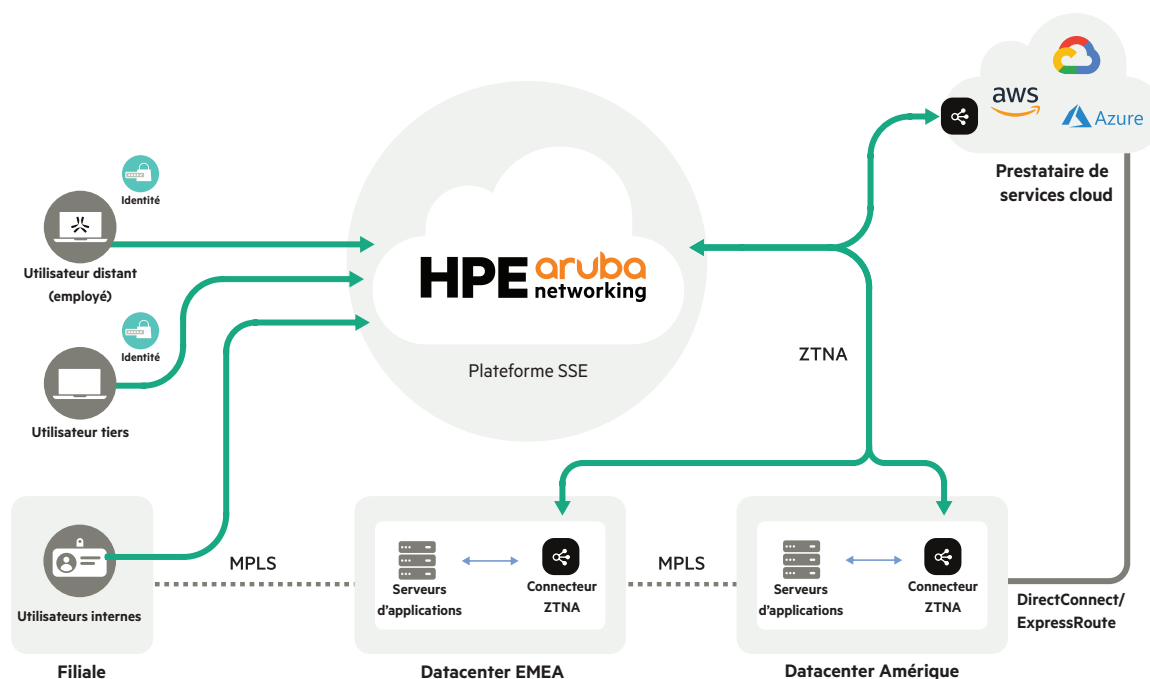 aws
Azure
Prestataire de
services cloud
Identité
Utilisateur distant
(employé)
HPE aruba
networking
Plateforme SSE
ZTNA
Identité
Utilisateur tiers
MPLS
MPLS
Serveurs
d'applications
Connecteur
ZTNA
Serveurs
d'applications
Connecteur
ZTNA
Utilisateurs internes
DirectConnect/
ExpressRoute
Filiale
Datacenter EMEA
Datacenter Amérique